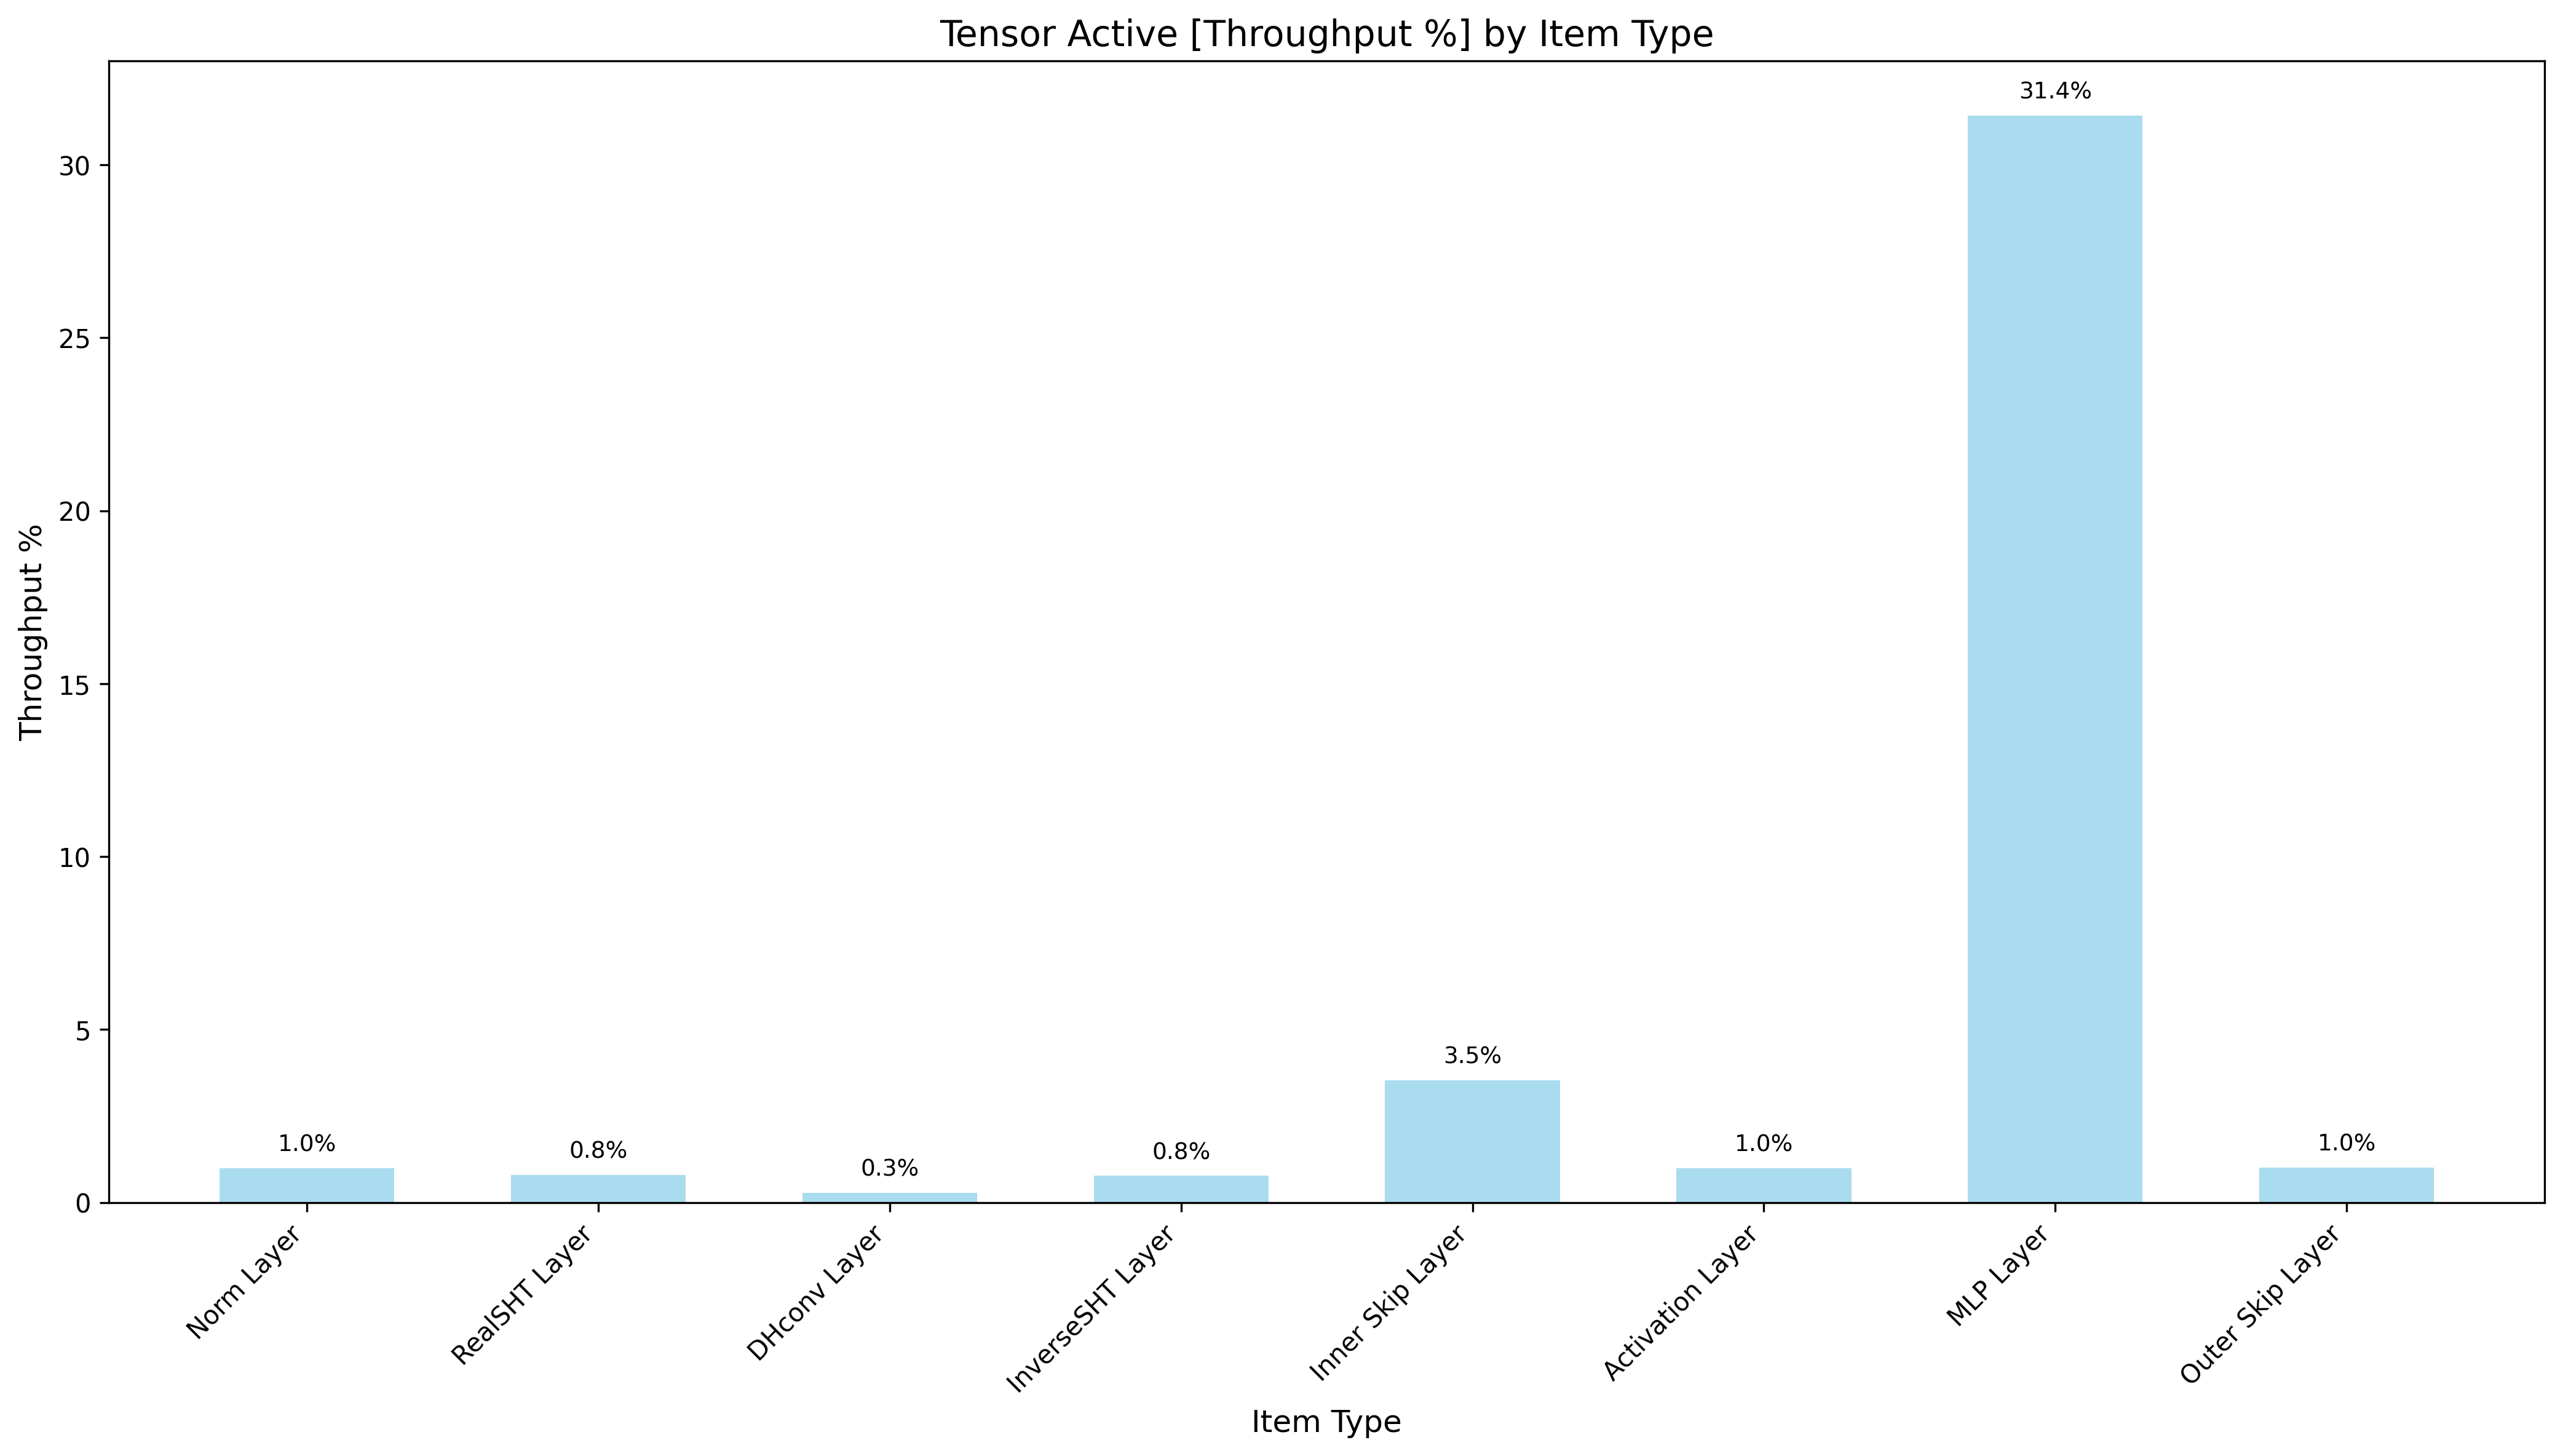 Tensor Active [Throughput %] by Item Type
Throughput %
30
25
20
15
10
5
0
1.0%
0.8%
0.3%
0.8%
3.5%
1.0%
31.4%
1.0%
Norm Layer
RealSHT Layer
DHconv Layer
InverseSHT Layer
Inner Skip Layer
Activation Layer
MLP Layer
Outer Skip Layer
Item Type